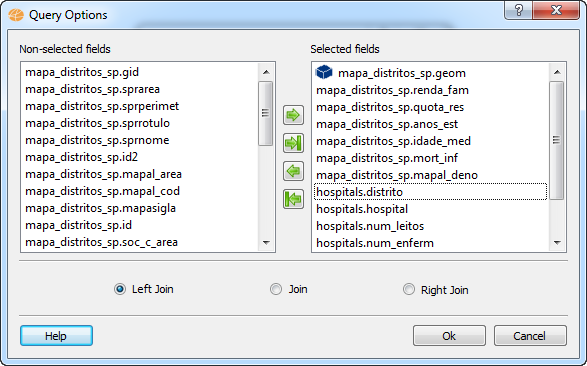 Query Options
Non-selected fields
mapa_distritos_sp.gid
mapa_distritos_sp.sprarea
mapa_distritos_sp.sprperimet
mapa_distritos_sp.sprrotulo
mapa_distritos_sp.sprnome
mapa_distritos_sp.id2
mapa_distritos_sp.mapal_area
mapa_distritos_sp.mapal_cod
mapa_distritos_sp.mapasigla
mapa_distritos_sp.id
mapa_distritos_sp.soc_c_area
Selected fields
mapa_distritos_sp.geom
mapa_distritos_sp.renda_fam
mapa_distritos_sp.quota_res
mapa_distritos_sp.anos_est
mapa_distritos_sp.idade_med
mapa_distritos_sp.mort_inf
mapa_distritos_sp.mapal_deno
hospitals.distrito
hospitals.hospital
hospitals.num_leitos
hospitals.num_enferm
Left Join
Join
Right Join
Help
Ok
Cancel